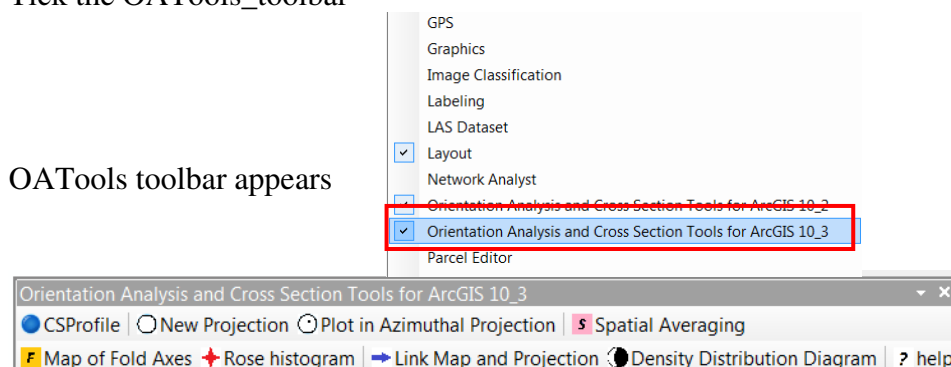 Tick the OATools_toolbar
GPS
Graphics
Image Classification
Labeling
LAS Dataset
Layout
OATools toolbar appears
Network Analyst
Orientation Analysis and Cross Section Tools for ArcGIS 10_2
Orientation Analysis and Cross Section Tools for ArcGIS 10_3
Parcel Editor
Orientation Analysis and Cross Section Tools for ArcGIS 10_3
CSProfile New Projection Plot in Azimuthal Projection S Spatial Averaging
F Map of Fold Axes Rose histogram Link Map and Projection Density Distribution Diagram ? help